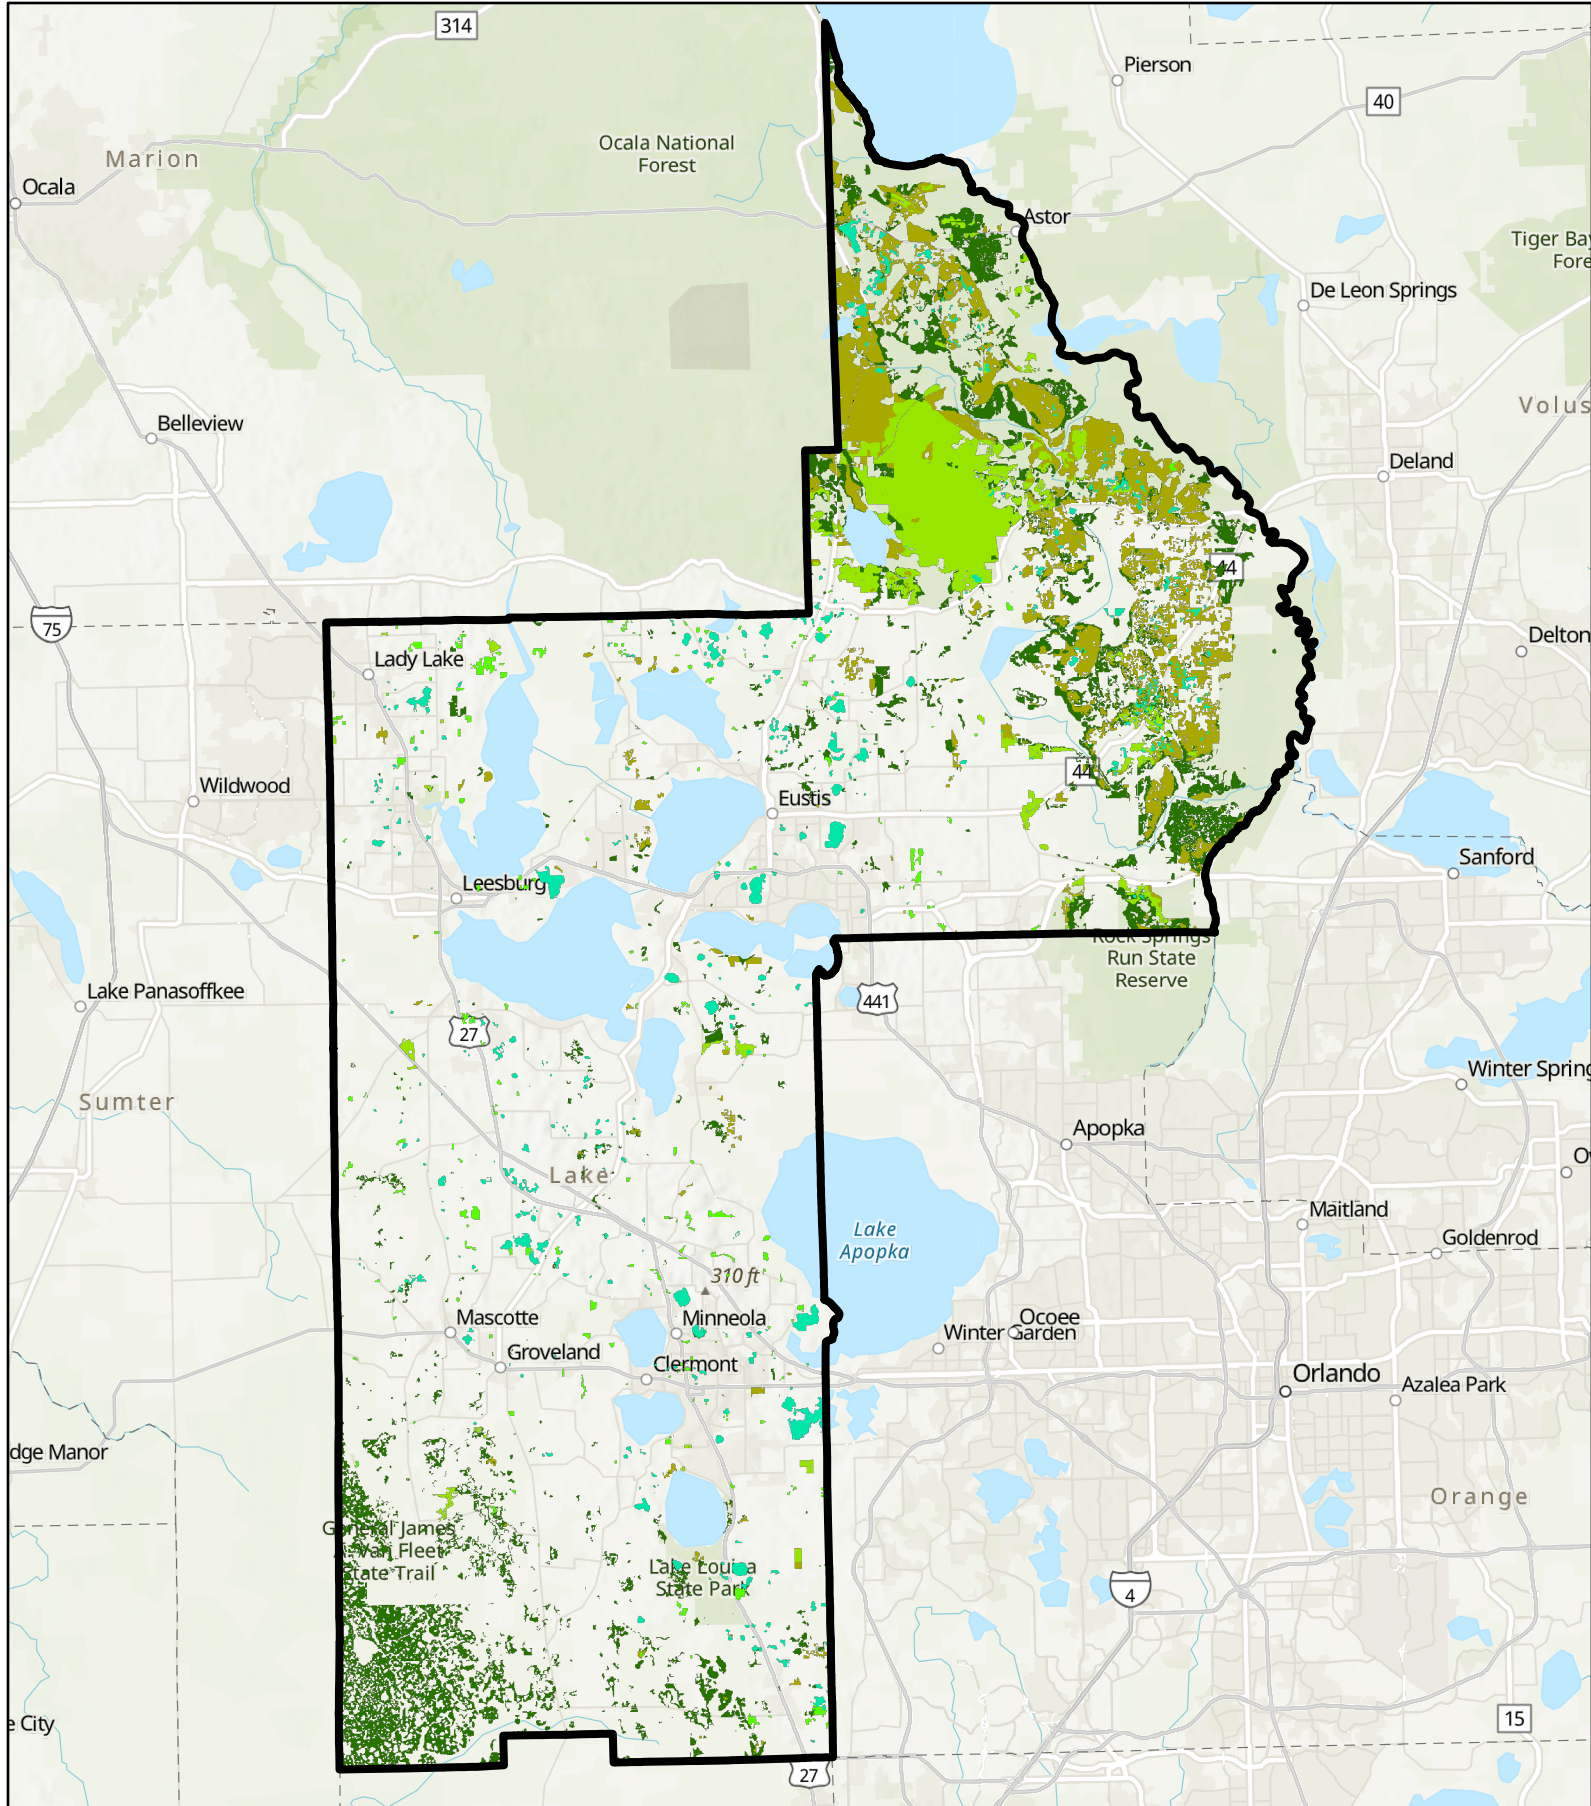 314
Pierson
40
Ocala National
Forest
Marion
Ocala
Astor
Tiger Bay
Fore
De Leon Springs
Belleview
Volus
Deland
44
75
Delton
Lady Lake
44
Wildwood
Eustis
Sanford
Leesburg
Rock Springs
Run State
Reserve
Lake Panasoffkee
441
27
Winter Spring
Sumter
Apopka
Lake
Maitland
Lake
Apopka
Goldenrod
310 ft
Mascotte
Minneola
Ocoee
Winter Garden
Groveland
Clermont
Orlando
Azalea Park
dge Manor
Orange
General James
A. Van Fleet
State Trail
Lake Louisa
State Park
4
e City
15
27